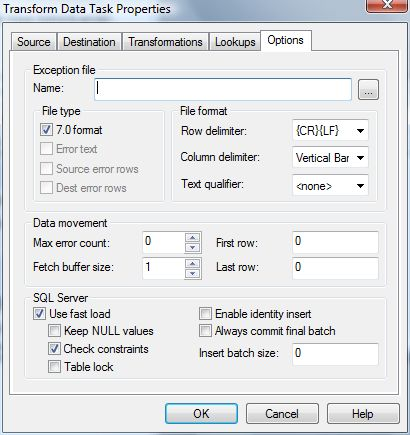 Transform Data Task Properties
Source Destination Transformations Lookups Options
Exception file
Name: ...
File type
7.0 format
Error text
Source error rows
Dest error rows
File format
Row delimiter: {CR}{LF}
Column delimiter: Vertical Bar
Text qualifier: <none>
Data movement
Max error count: 0 First row: 0
Fetch buffer size: 1 Last row: 0
SQL Server
Use fast load
Keep NULL values
Check constraints
Table lock
Enable identity insert
Always commit final batch
Insert batch size: 0
OK Cancel Help